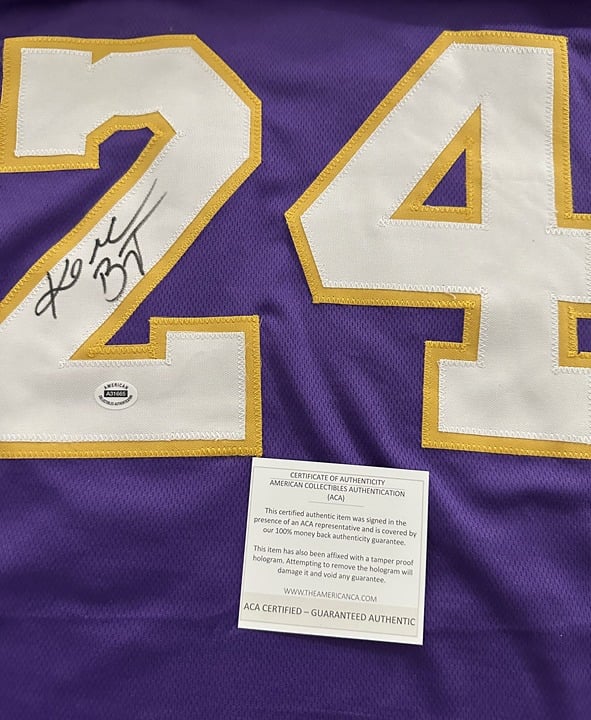 24
AMERICAN
A31665
CERTIFICATE OF AUTHENTICITY
AMERICAN COLLECTIBLES AUTHENTICATION
(ACA)
This certified authentic item was signed in the
presence of an ACA representative and is covered by
our 100% money back authenticity guarantee.
This item has also been affixed with a tamper proof
hologram. Attempting to remove the hologram will
damage it and void any guarantee.
WWW.THEAMERICANCA.COM
ACA CERTIFIED – GUARANTEED AUTHENTIC